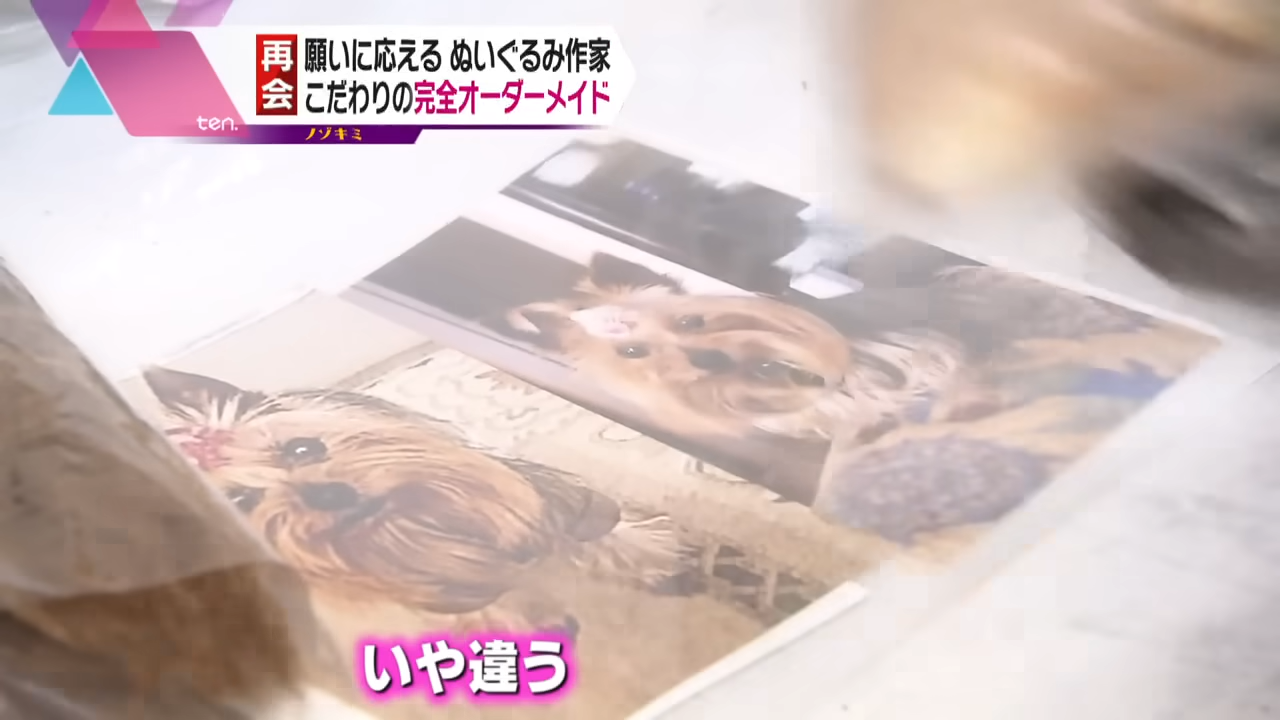 再会
願いに応える ぬいぐるみ作家
こだわりの完全オーダーメイド
ten.
ノゾキミ
いや違う